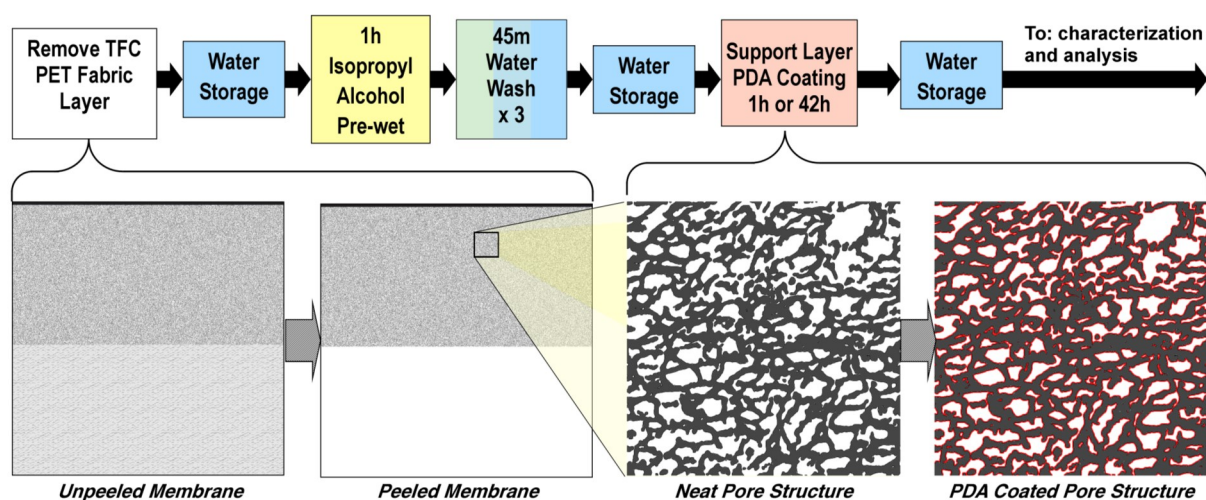 Remove TFC
PET Fabric
Layer
Water
Storage
1h
Isopropyl
Alcohol
Pre-wet
45m
Water
Wash
x 3
Water
Storage
Support Layer
PDA Coating
1h or 42h
Water
Storage
To: characterization
and analysis
Unpeeled Membrane
Peeled Membrane
Neat Pore Structure
PDA Coated Pore Structure